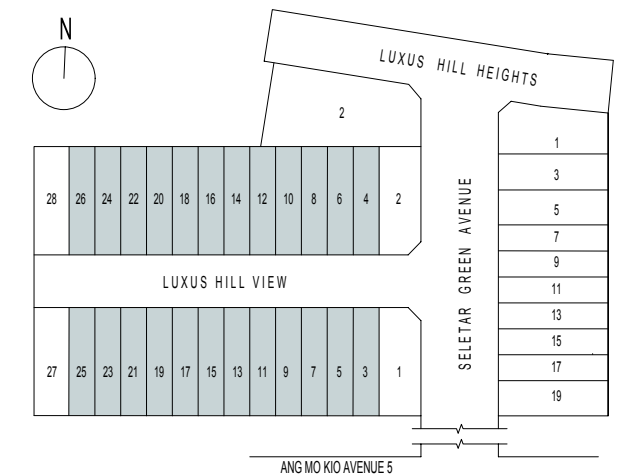 N
LUXUS HILL HEIGHTS
2
1
3
5
7
9
11
13
15
17
19
SELETAR GREEN AVENUE
28 26 24 22 20 18 16 14 12 10 8 6 4 2
LUXUS HILL VIEW
27 25 23 21 19 17 15 13 11 9 7 5 3 1
ANG MO KIO AVENUE 5